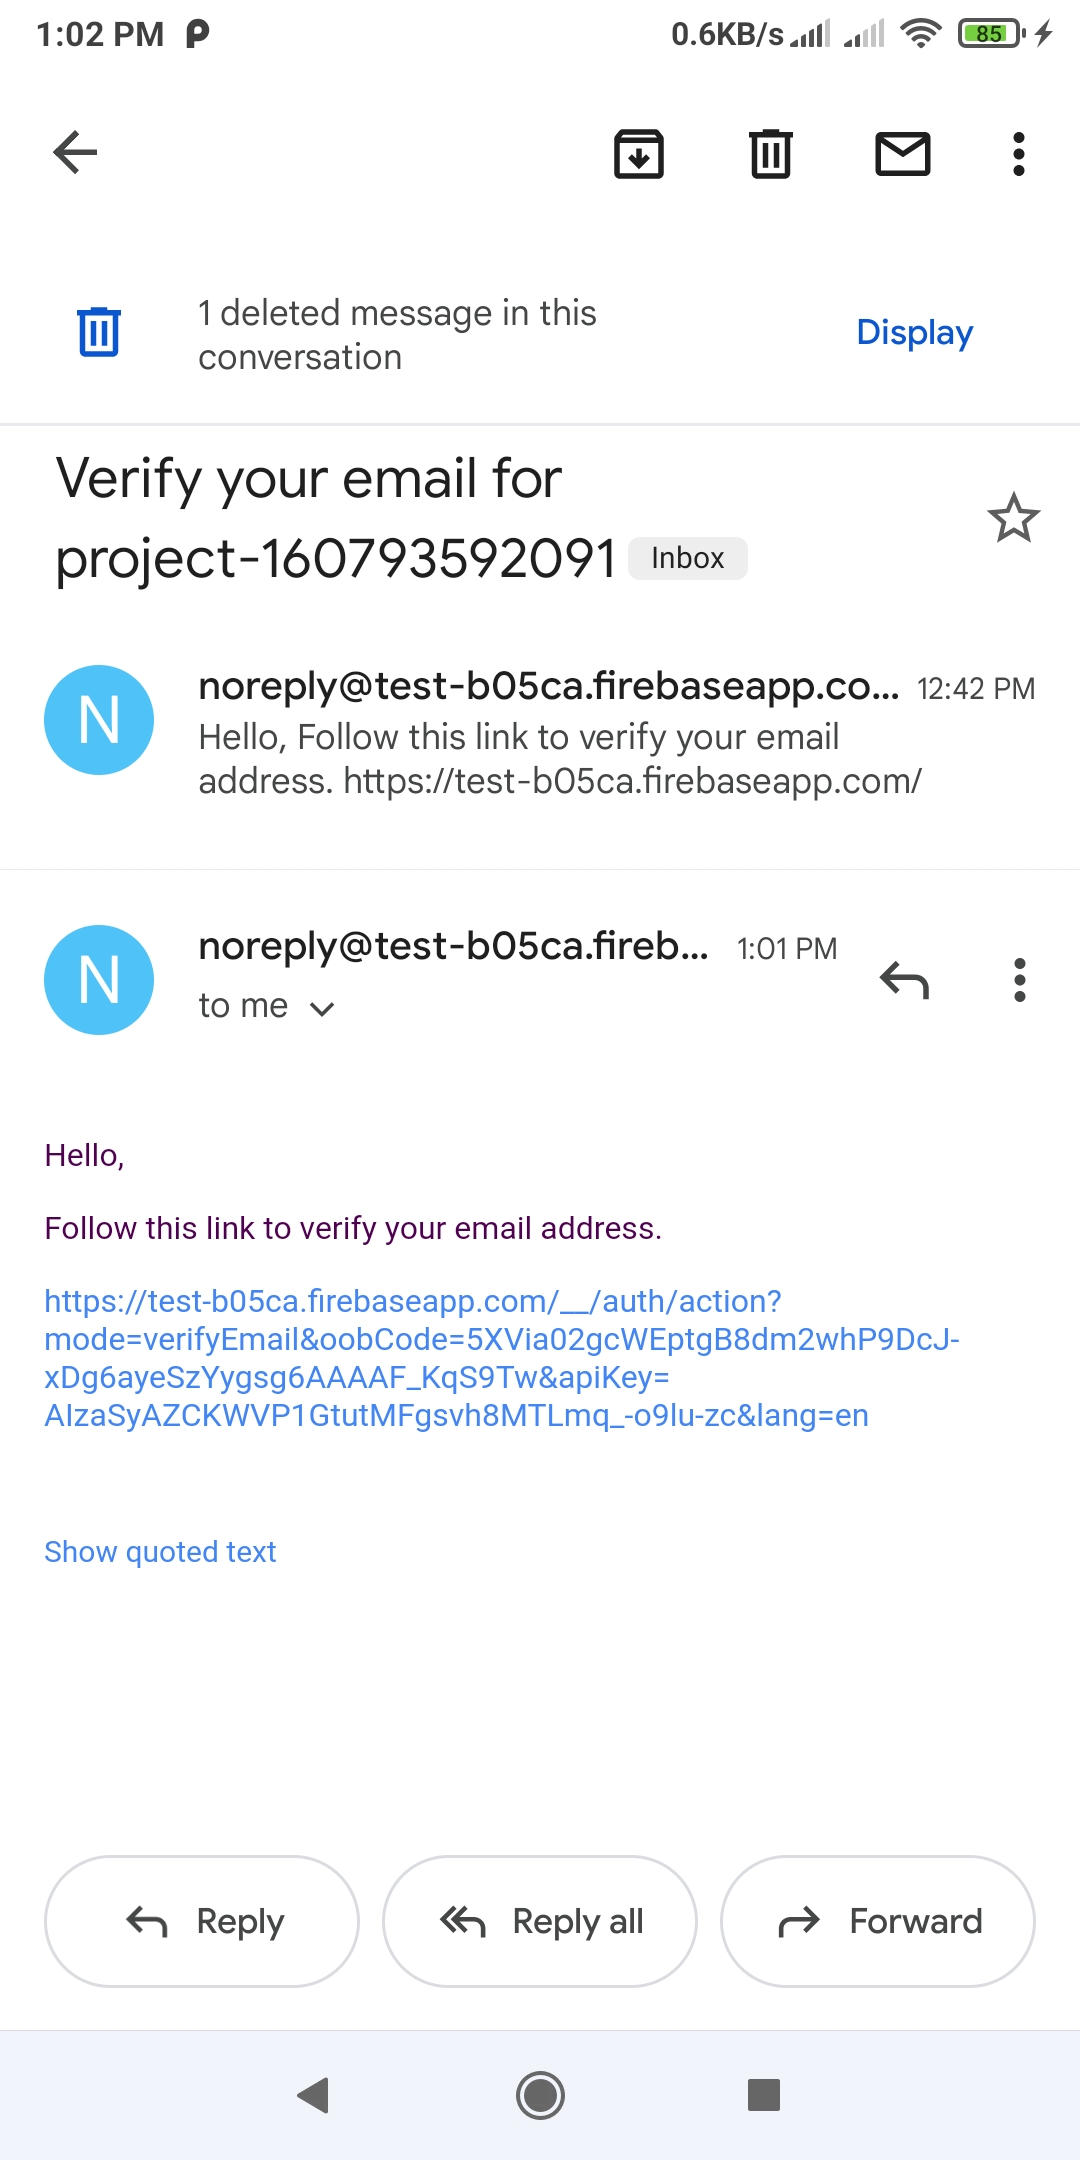 1:02 PM
0.6KB/s
85
1 deleted message in this
conversation
Display
Verify your email for
project-160793592091 Inbox
N
noreply@test-b05ca.firebaseapp.co... 12:42 PM
Hello, Follow this link to verify your email
address. https://test-b05ca.firebaseapp.com/
N
noreply@test-b05ca.fireb... 1:01 PM
to me
Hello,
Follow this link to verify your email address.
https://test-b05ca.firebaseapp.com/__/auth/action?
mode=verifyEmail&oobCode=5XVia02gcWEptgB8dm2whP9DcJ-
xDg6ayeSzYygsg6AAAAF_KqS9Tw&apiKey=
AIzaSyAZCKWVP1GtutMFgsvh8MTLmq_-o9lu-zc&lang=en
Show quoted text
Reply
Reply all
Forward